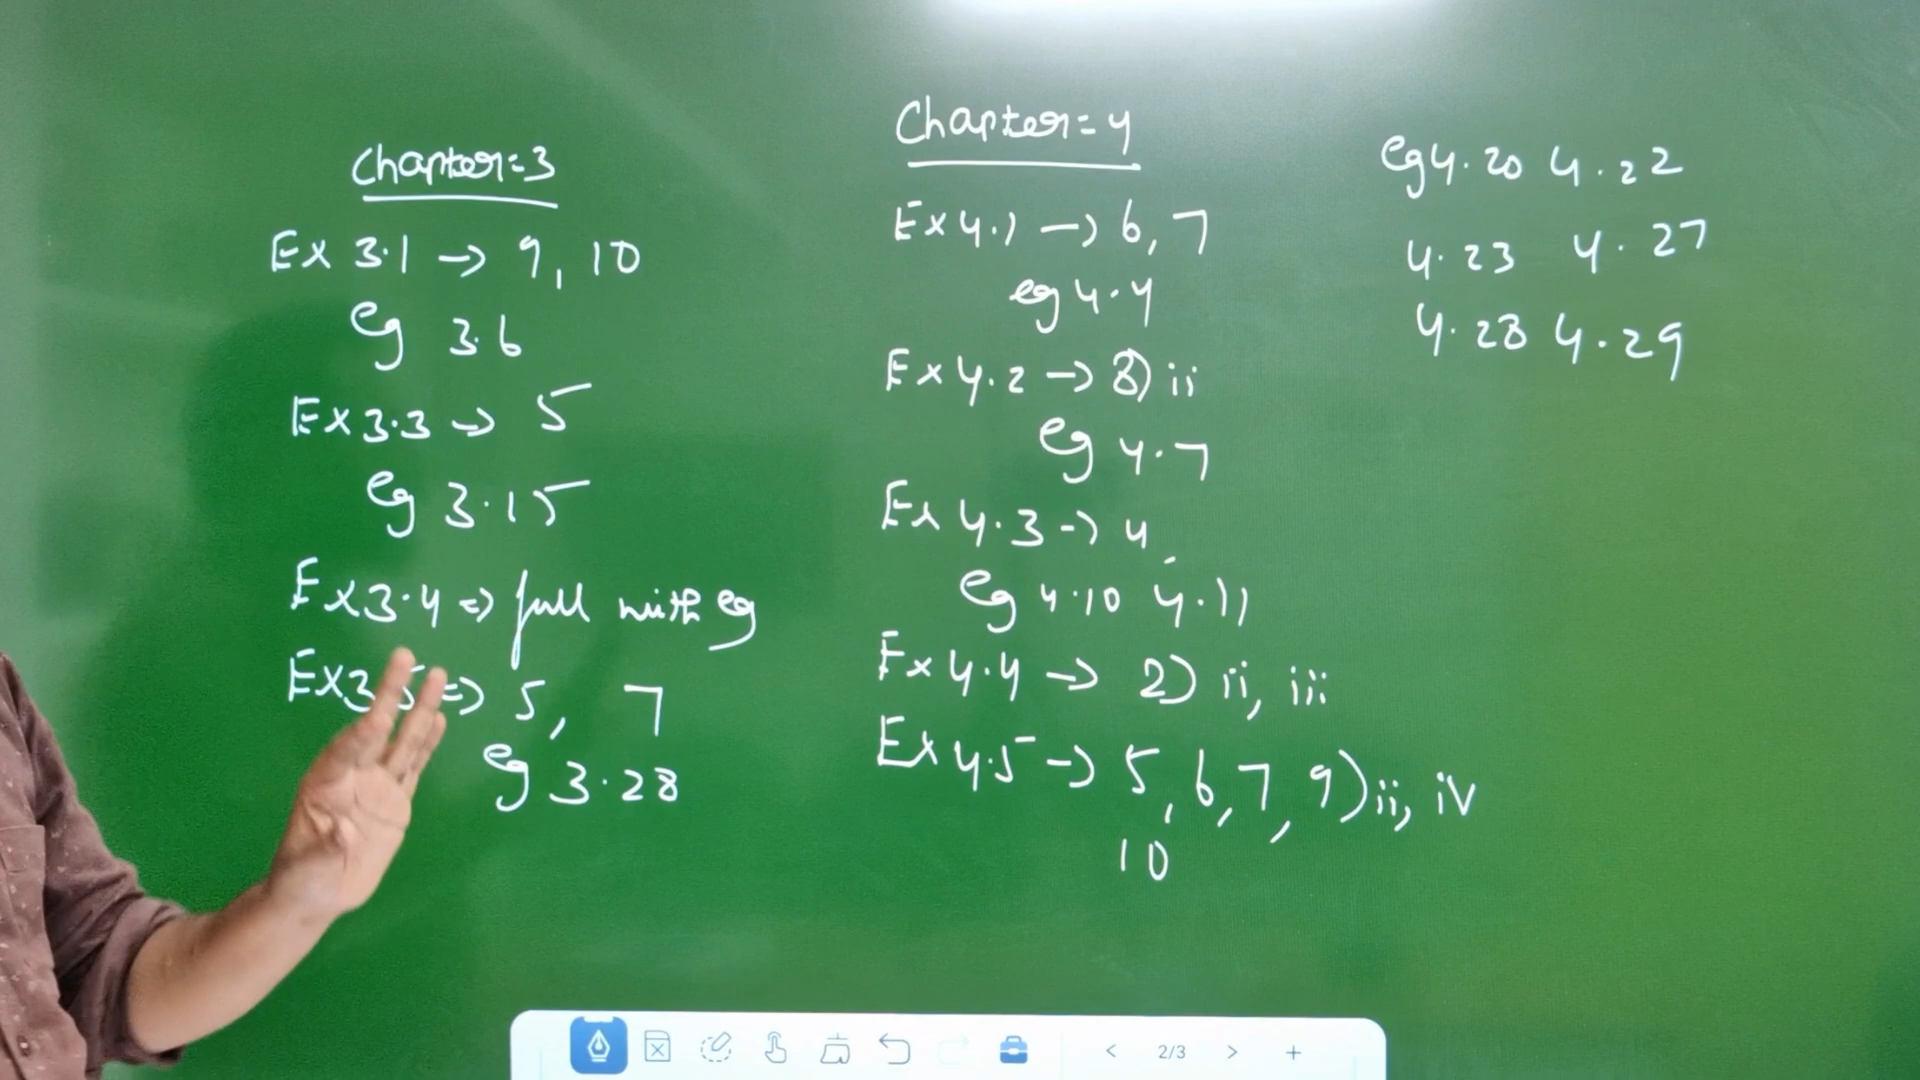 Chapter=3
Ex 3.1 → 9, 10
eg 3.6
Ex 3.3 → 5
eg 3.15
Ex 3.4 => full with eg
Ex 3.5 => 5, 7
eg 3.28
Chapter=4
Ex 4.1 → 6, 7
eg 4.4
Ex 4.2 → 8) ii
eg 4.7
Ex 4.3 → 4
eg 4.10 4.11
Ex 4.4 → 2) ii, iii
Ex 4.5 → 5, 6, 7, 9) ii, iv
10
eg 4.20 4.22
4.23 4.27
4.28 4.29
2/3